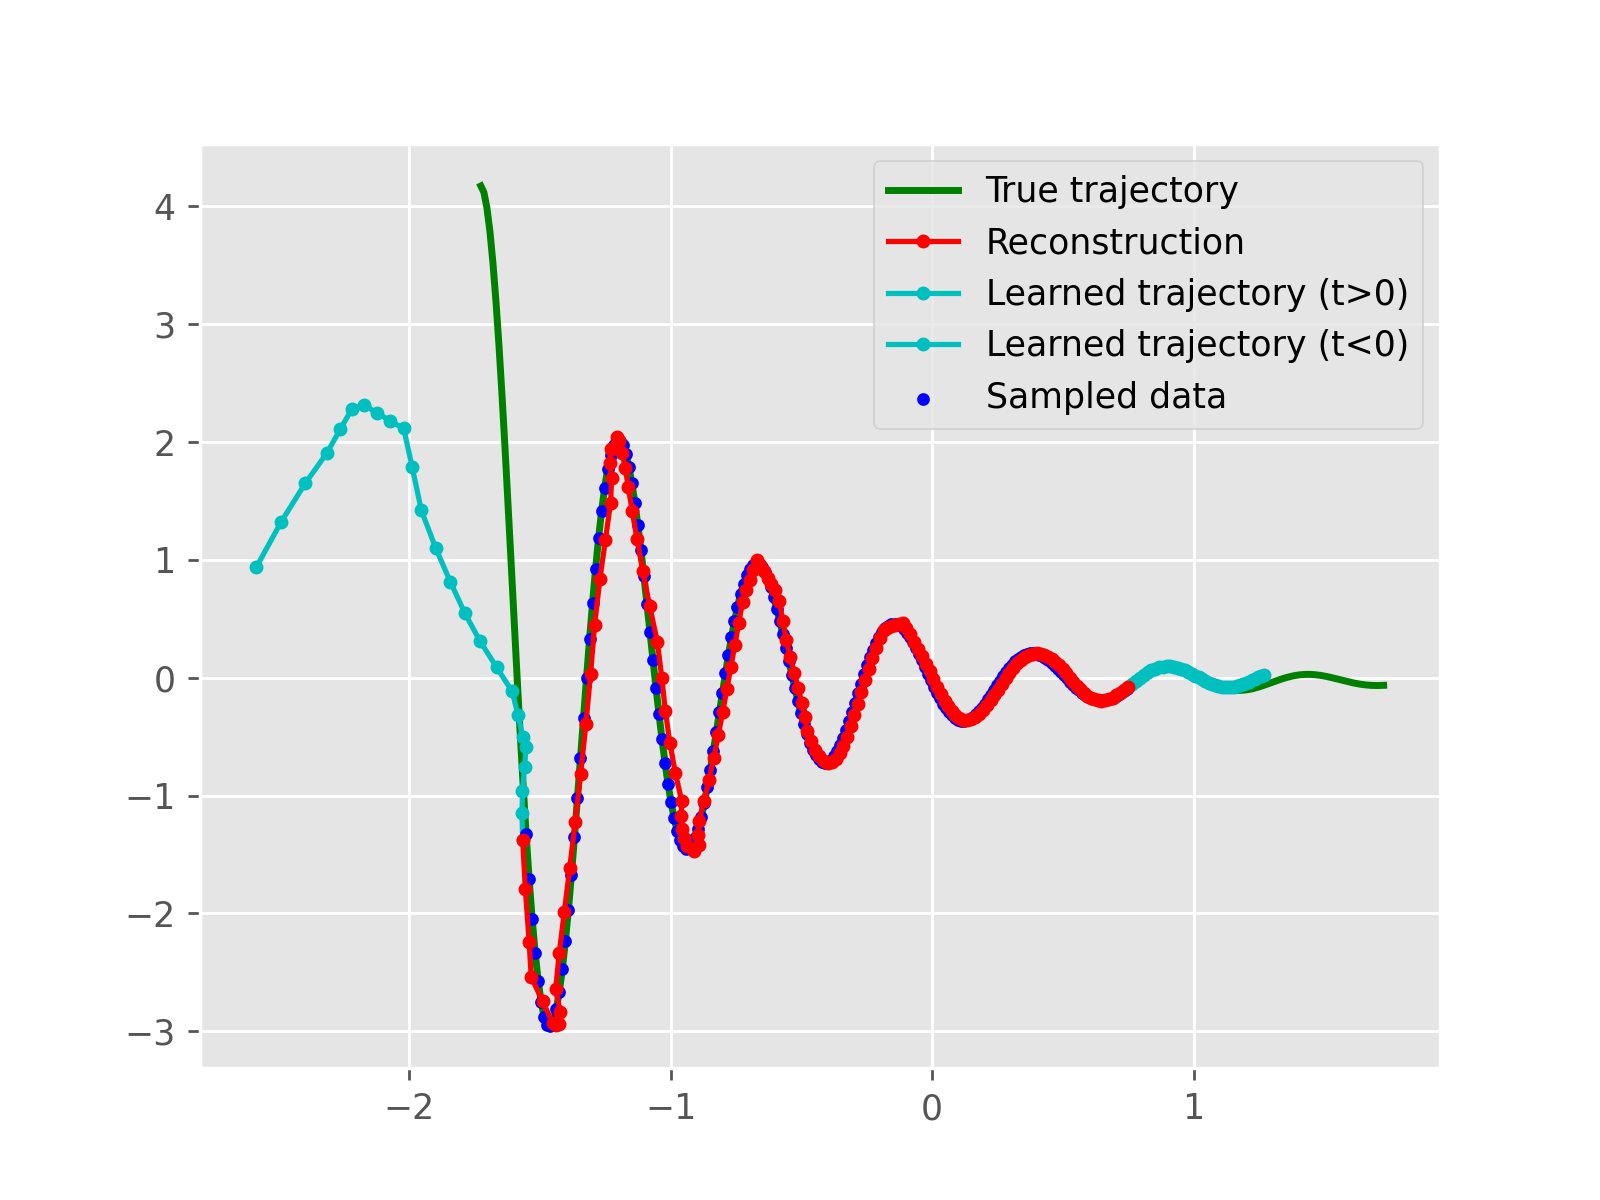 True trajectory
Reconstruction
Learned trajectory (t>0)
Learned trajectory (t<0)
Sampled data
4
3
2
1
0
−1
−2
−3
−2
−1
0
1